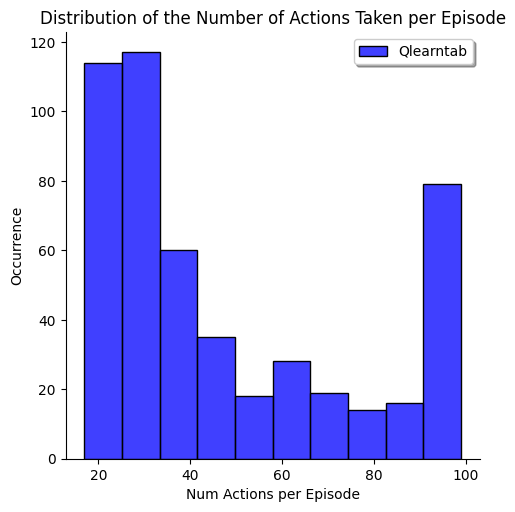 Distribution of the Number of Actions Taken per Episode
Qlearntab
120
100
80
60
40
20
0
Occurrence
20 40 60 80 100
Num Actions per Episode